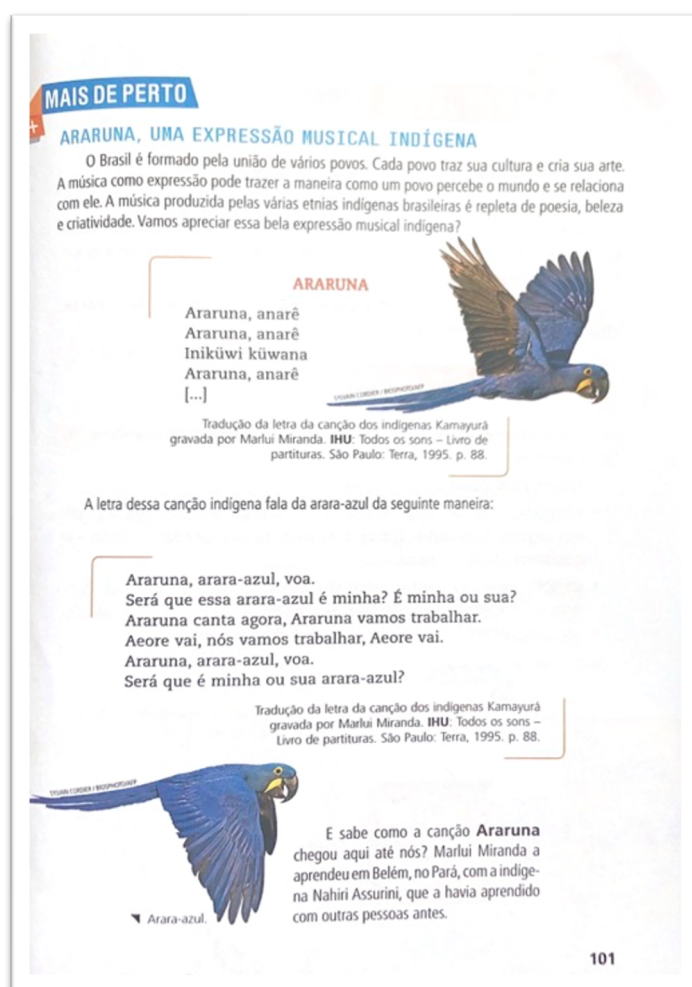 MAIS DE PERTO
+
ARARUNA, UMA EXPRESSÃO MUSICAL INDÍGENA
O Brasil é formado pela união de vários povos. Cada povo traz sua cultura e cria sua arte.
A música como expressão pode trazer a maneira como um povo percebe o mundo e se relaciona
com ele. A música produzida pelas várias etnias indígenas brasileiras é repleta de poesia, beleza
e criatividade. Vamos apreciar essa bela expressão musical indígena?
ARARUNA
Araruna, anarê
Araruna, anarê
Iniküwi küwana
Araruna, anarê
[...]
SYLVAIN CORDIER / BIOSPHOTO/AFP
Tradução da letra da canção dos indígenas Kamayurá
gravada por Marlui Miranda. IHU: Todos os sons – Livro de
partituras. São Paulo: Terra, 1995. p. 88.
A letra dessa canção indígena fala da arara-azul da seguinte maneira:
Araruna, arara-azul, voa.
Será que essa arara-azul é minha? É minha ou sua?
Araruna canta agora, Araruna vamos trabalhar.
Aeore vai, nós vamos trabalhar, Aeore vai.
Araruna, arara-azul, voa.
Será que é minha ou sua arara-azul?
Tradução da letra da canção dos indígenas Kamayurá
gravada por Marlui Miranda. IHU: Todos os sons –
Livro de partituras. São Paulo: Terra, 1995. p. 88.
SYLVAIN CORDIER / BIOSPHOTO/AFP
E sabe como a canção Araruna
chegou aqui até nós? Marlui Miranda a
aprendeu em Belém, no Pará, com a indíge-
na Nahiri Assurini, que a havia aprendido
com outras pessoas antes.
Arara-azul.
101